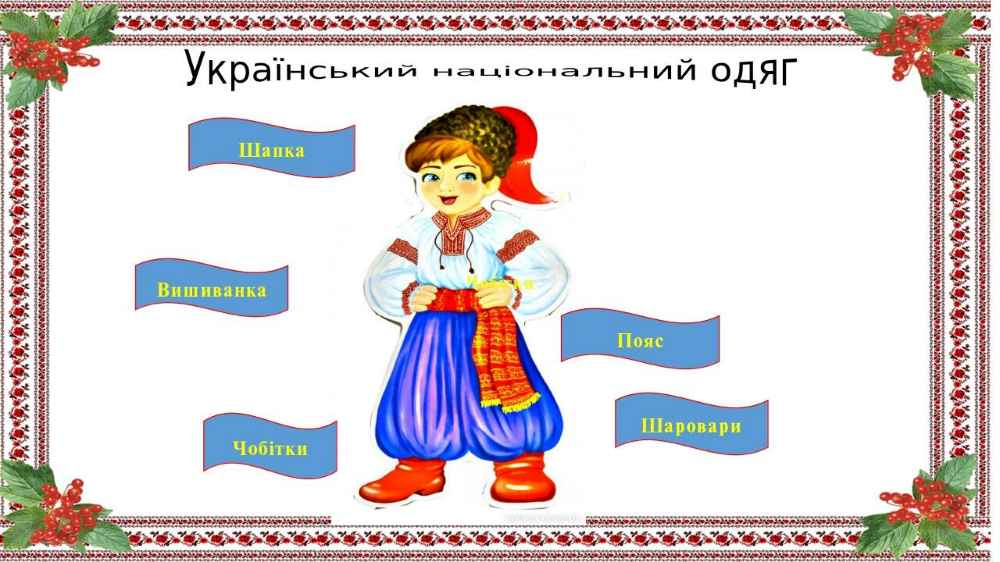 Український національний одяг
Шапка
Вишиванка
Пояс
Шаровари
Чобітки